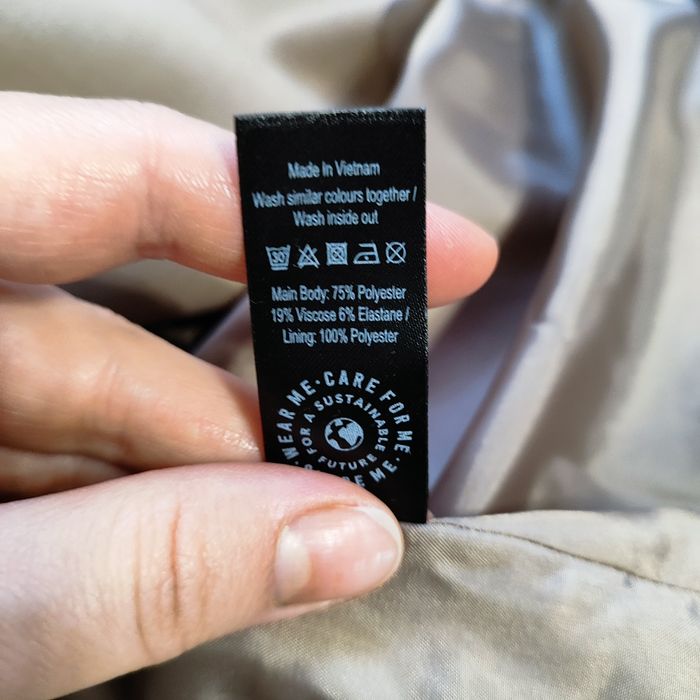 Made In Vietnam
Wash similar colours together /
Wash inside out
30°
Main Body: 75% Polyester
19% Viscose 6% Elastane /
Lining: 100% Polyester
WEAR ME · CARE FOR ME ·
ME ·
FOR A SUSTAINABLE
FUTURE